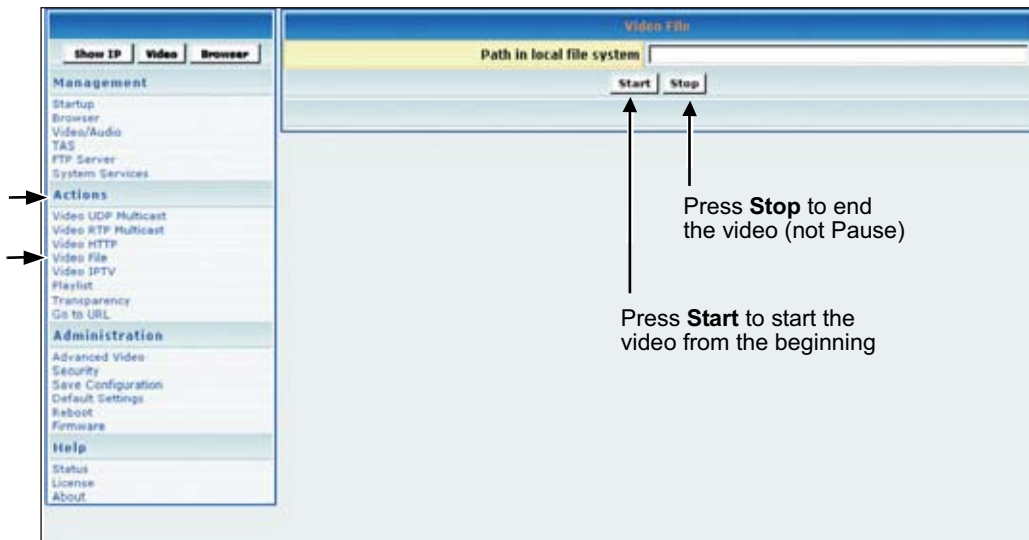 Show IP Video Browser
Management
Startup
Browser
Video/Audio
TAS
FTP Server
System Services
Actions
Video UDP Multicast
Video RTP Multicast
Video HTTP
Video File
Video IPTV
Playlist
Transparency
Go to URL
Administration
Advanced Video
Security
Save Configuration
Default Settings
Reboot
Firmware
Help
Status
License
About
Video File
Path in local file system
Start Stop
Press Stop to end
the video (not Pause)
Press Start to start the
video from the beginning